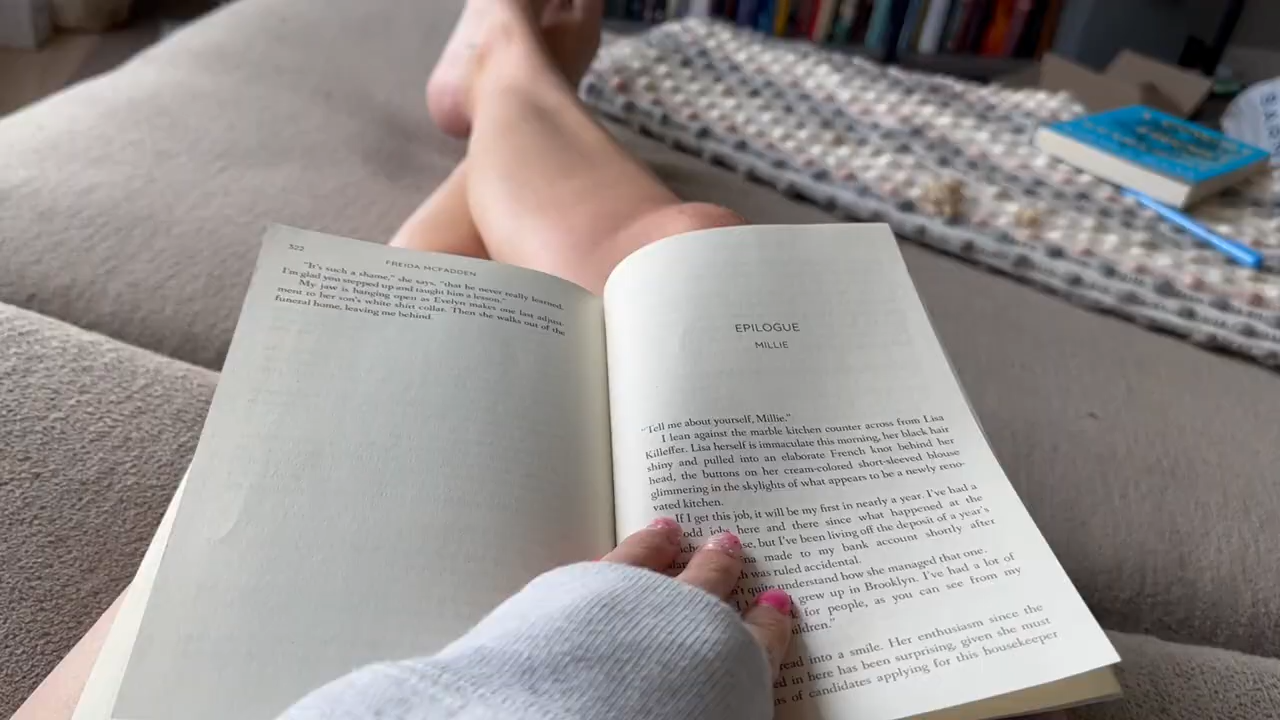 322
FREIDA MCFADDEN
"It's such a shame," she says, "that he never really learned.
I'm glad you stepped up and taught him a lesson."
My jaw is hanging open as Evelyn makes one last adjust-
ment to her son's white shirt collar. Then she walks out of the
funeral home, leaving me behind.
EPILOGUE
MILLIE
"Tell me about yourself, Millie."
I lean against the marble kitchen counter across from Lisa
Killeffer. Lisa herself is immaculate this morning, her black hair
shiny and pulled into an elaborate French knot behind her
head, the buttons on her cream-colored short-sleeved blouse
glimmering in the skylights of what appears to be a newly reno-
vated kitchen.
If I get this job, it will be my first in nearly a year. I've had a
odd jobs here and there since what happened at the
se, but I've been living off the deposit of a year's
na made to my bank account shortly after
h was ruled accidental.
n't quite understand how she managed that one.
grew up in Brooklyn. I've had a lot of
for people, as you can see from my
ildren."
read into a smile. Her enthusiasm since the
ed in here has been surprising, given she must
ns of candidates applying for this housekeeper